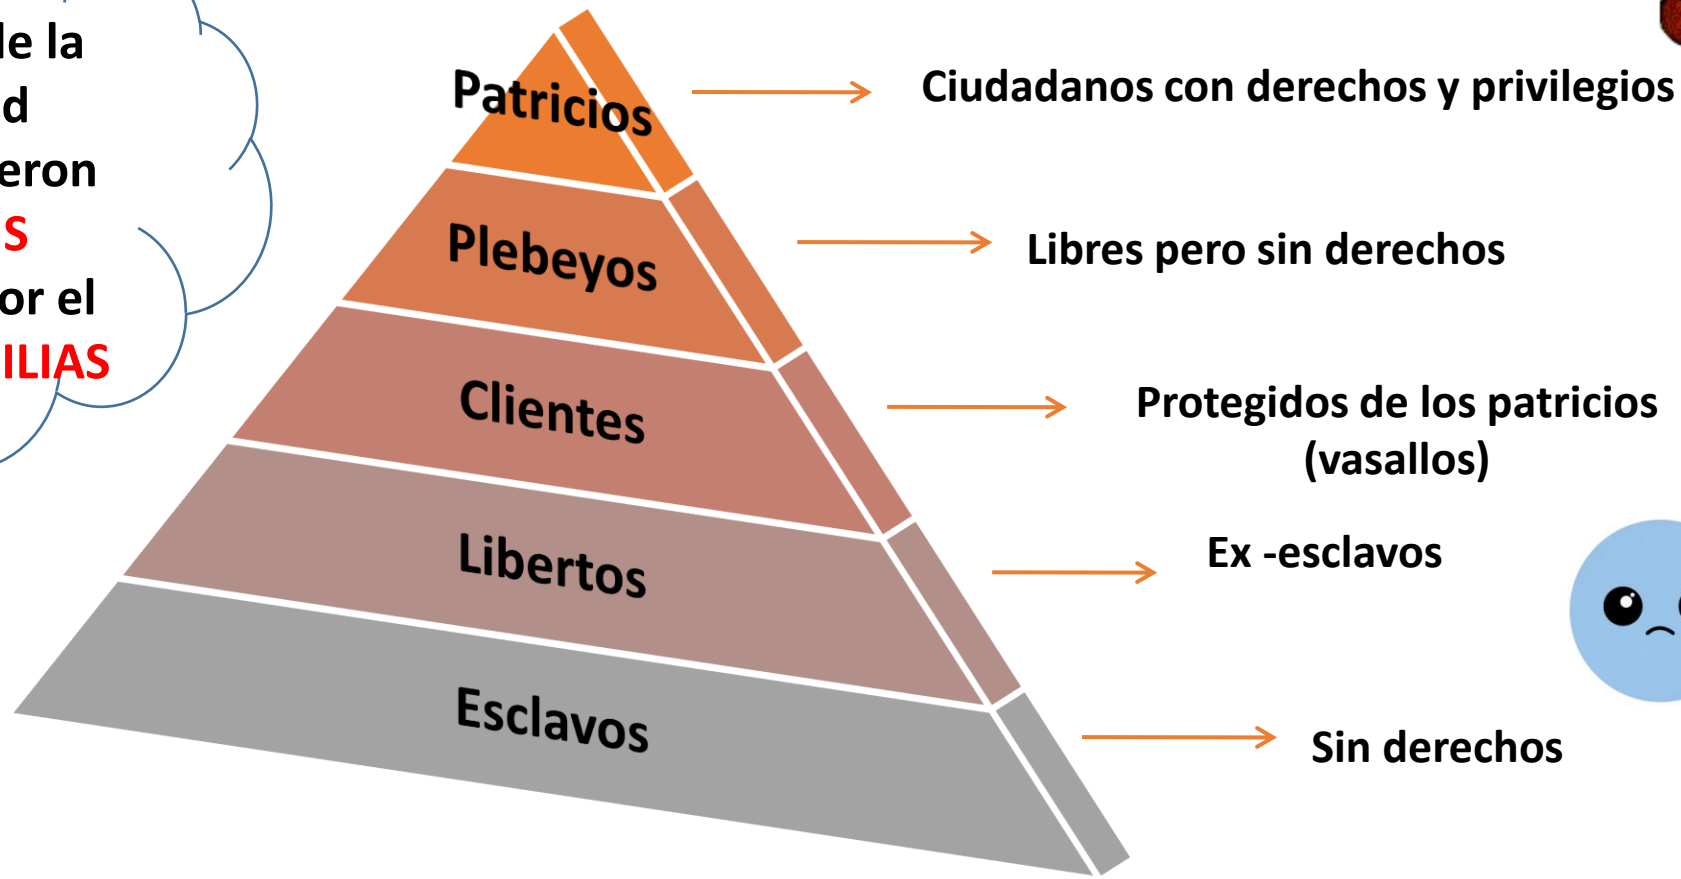 de la
d
eron
S
or el
ILIAS
Patricios
Ciudadanos con derechos y privilegios
Plebeyos
Libres pero sin derechos
Clientes
Protegidos de los patricios
(vasallos)
Libertos
Ex -esclavos
Esclavos
Sin derechos